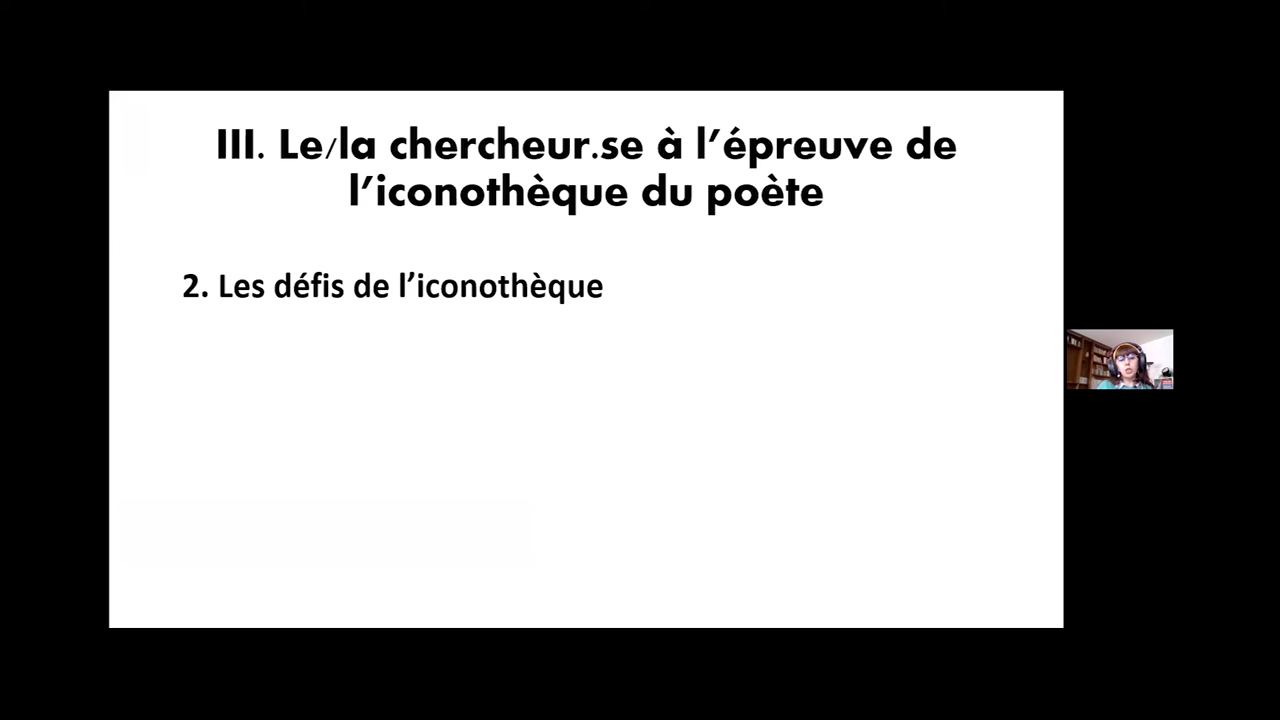 III. Le/la chercheur.se à l’épreuve de
l’iconothèque du poète
2. Les défis de l’iconothèque